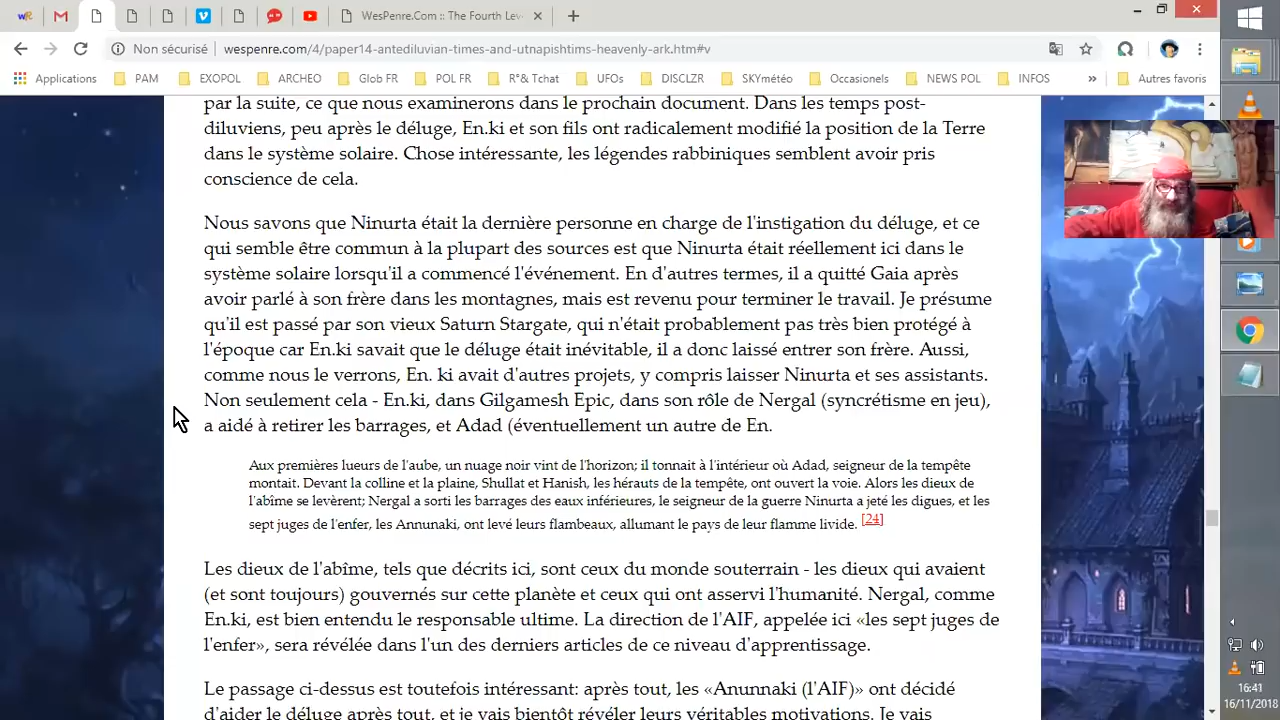 WesPenre.Com :: The Fourth Lev
Non sécurisé
wespenre.com/4/paper14-antediluvian-times-and-utnapishtims-heavenly-ark.htm#v
Applications
PAM
EXOPOL
ARCHEO
Glob FR
POL FR
R°& Thinat
UFOs
DISCLZR
SKYmétéo
Occasionels
NEWS POL
INFOS
»
Autres favoris
par la suite, ce que nous examinerons dans le prochain document. Dans les temps post-
diluviens, peu après le déluge, En.ki et son fils ont radicalement modifié la position de la Terre
dans le système solaire. Chose intéressante, les légendes rabbiniques semblent avoir pris
conscience de cela.
Nous savons que Ninurta était la dernière personne en charge de l'instigation du déluge, et ce
qui semble être commun à la plupart des sources est que Ninurta était réellement ici dans le
système solaire lorsqu'il a commencé l'événement. En d'autres termes, il a quitté Gaia après
avoir parlé à son frère dans les montagnes, mais est revenu pour terminer le travail. Je présume
qu'il est passé par son vieux Saturn Stargate, qui n'était probablement pas très bien protégé à
l'époque car En.ki savait que le déluge était inévitable, il a donc laissé entrer son frère. Aussi,
comme nous le verrons, En. ki avait d'autres projets, y compris laisser Ninurta et ses assistants.
Non seulement cela - En.ki, dans Gilgamesh Epic, dans son rôle de Nergal (syncrétisme en jeu),
a aidé à retirer les barrages, et Adad (éventuellement un autre de En.
Aux premières lueurs de l'aube, un nuage noir vint de l'horizon; il tonnait à l'intérieur où Adad, seigneur de la tempête
montait. Devant la colline et la plaine, Shullat et Hanish, les hérauts de la tempête, ont ouvert la voie. Alors les dieux de
l'abîme se levèrent; Nergal a sorti les barrages des eaux inférieures, le seigneur de la guerre Ninurta a jeté les digues, et les
sept juges de l'enfer, les Annunaki, ont levé leurs flambeaux, allumant le pays de leur flamme livide. [24]
Les dieux de l'abîme, tels que décrits ici, sont ceux du monde souterrain - les dieux qui avaient
(et sont toujours) gouvernés sur cette planète et ceux qui ont asservi l'humanité. Nergal, comme
En.ki, est bien entendu le responsable ultime. La direction de l'AIF, appelée ici «les sept juges de
l'enfer», sera révélée dans l'un des derniers articles de ce niveau d'apprentissage.
Le passage ci-dessus est toutefois intéressant: après tout, les «Anunnaki (l'AIF)» ont décidé
d'aider le déluge après tout, et je vais bientôt révéler leurs véritables motivations. Je vais
16:41
16/11/2018